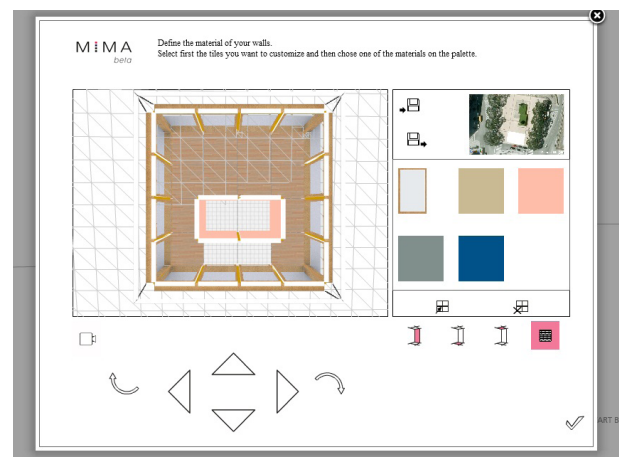 MIMA
beta
Define the material of your walls.
Select first the tiles you want to customize and then chose one of the materials on the palette.
ART B